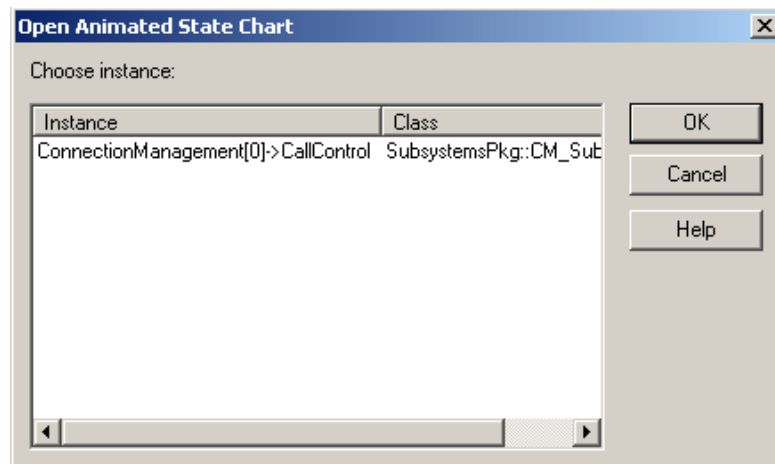 Open Animated State Chart
Choose instance:
Instance Class
ConnectionManagement[0]->CallControl SubsystemsPkg::CM_Sub
OK
Cancel
Help